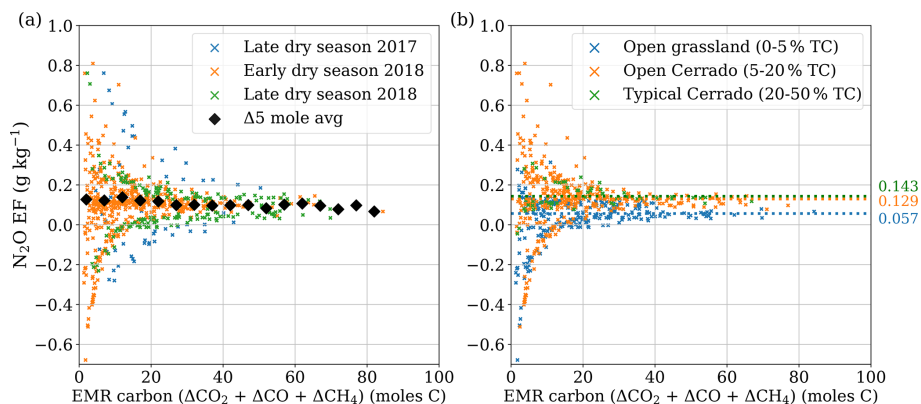 (a)
(b)
Late dry season 2017
Early dry season 2018
Late dry season 2018
Δ5 mole avg
Open grassland (0-5 % TC)
Open Cerrado (5-20 % TC)
Typical Cerrado (20-50 % TC)
N₂O EF (g kg⁻¹)
1.0
0.8
0.6
0.4
0.2
0.0
−0.2
−0.4
−0.6
1.0
0.8
0.6
0.4
0.2
0.0
0.2
−0.4
−0.6
0.143
0.129
0.057
0 20 40 60 80 100
0 20 40 60 80 100
EMR carbon (ΔCO₂ + ΔCO + ΔCH₄) (moles C)
EMR carbon (ΔCO₂ + ΔCO + ΔCH₄) (moles C)